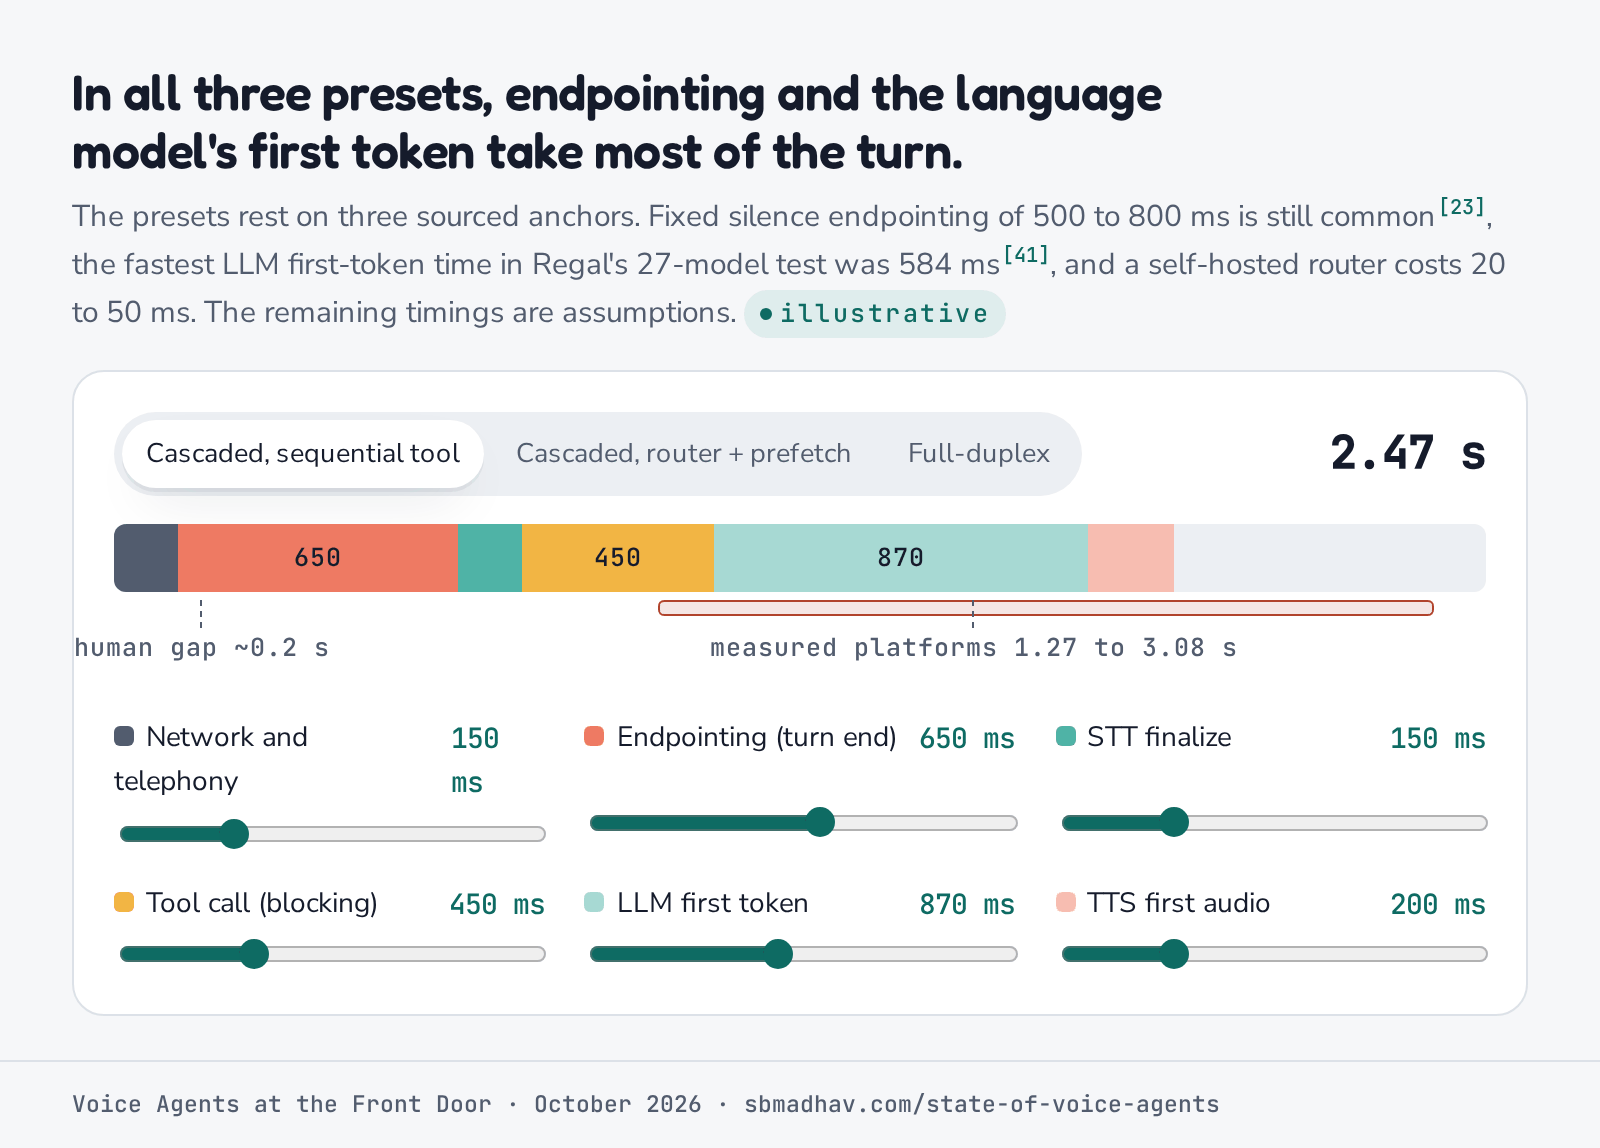 In all three presets, endpointing and the language
model's first token take most of the turn.
The presets rest on three sourced anchors. Fixed silence endpointing of 500 to 800 ms is still common [23],
the fastest LLM first-token time in Regal's 27-model test was 584 ms [41], and a self-hosted router costs 20
to 50 ms. The remaining timings are assumptions. illustrative
Cascaded, sequential tool Cascaded, router + prefetch Full-duplex 2.47 s
650 450 870
human gap ~0.2 s measured platforms 1.27 to 3.08 s
Network and 150 Endpointing (turn end) 650 ms STT finalize 150 ms
telephony ms
Tool call (blocking) 450 ms LLM first token 870 ms TTS first audio 200 ms
Voice Agents at the Front Door · October 2026 · sbmadhav.com/state-of-voice-agents